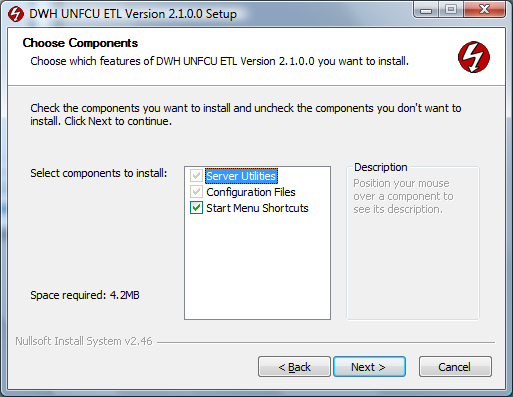 DWH UNFCU ETL Version 2.1.0.0 Setup
Choose Components
Choose which features of DWH UNFCU ETL Version 2.1.0.0 you want to install.
Check the components you want to install and uncheck the components you don't want to
install. Click Next to continue.
Select components to install:
Server Utilities
Configuration Files
Start Menu Shortcuts
Description
Position your mouse
over a component to
see its description.
Space required: 4.2MB
Nullsoft Install System v2.46
< Back
Next >
Cancel